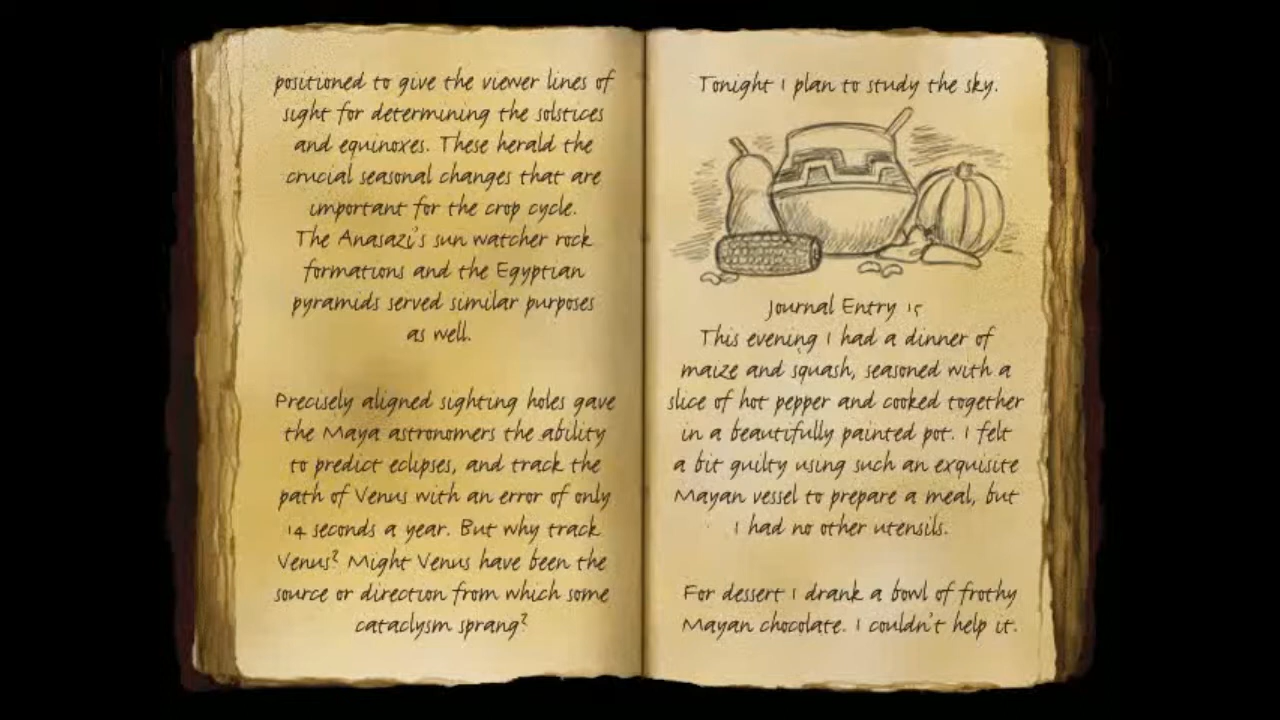 positioned to give the viewer lines of
sight for determining the solstices
and equinoxes. These herald the
crucial seasonal changes that are
important for the crop cycle.
The Anasazi's sun watcher rock
formations and the Egyptian
pyramids served similar purposes
as well.
Precisely aligned sighting holes gave
the Maya astronomers the ability
to predict eclipses, and track the
path of Venus with an error of only
14 seconds a year. But why track
Venus? Might Venus have been the
source or direction from which some
cataclysm sprang?
Tonight I plan to study the sky.
Journal Entry 15
This evening I had a dinner of
maize and squash, seasoned with a
slice of hot pepper and cooked together
in a beautifully painted pot. I felt
a bit guilty using such an exquisite
Mayan vessel to prepare a meal, but
I had no other utensils.
For dessert I drank a bowl of frothy
Mayan chocolate. I couldn't help it.